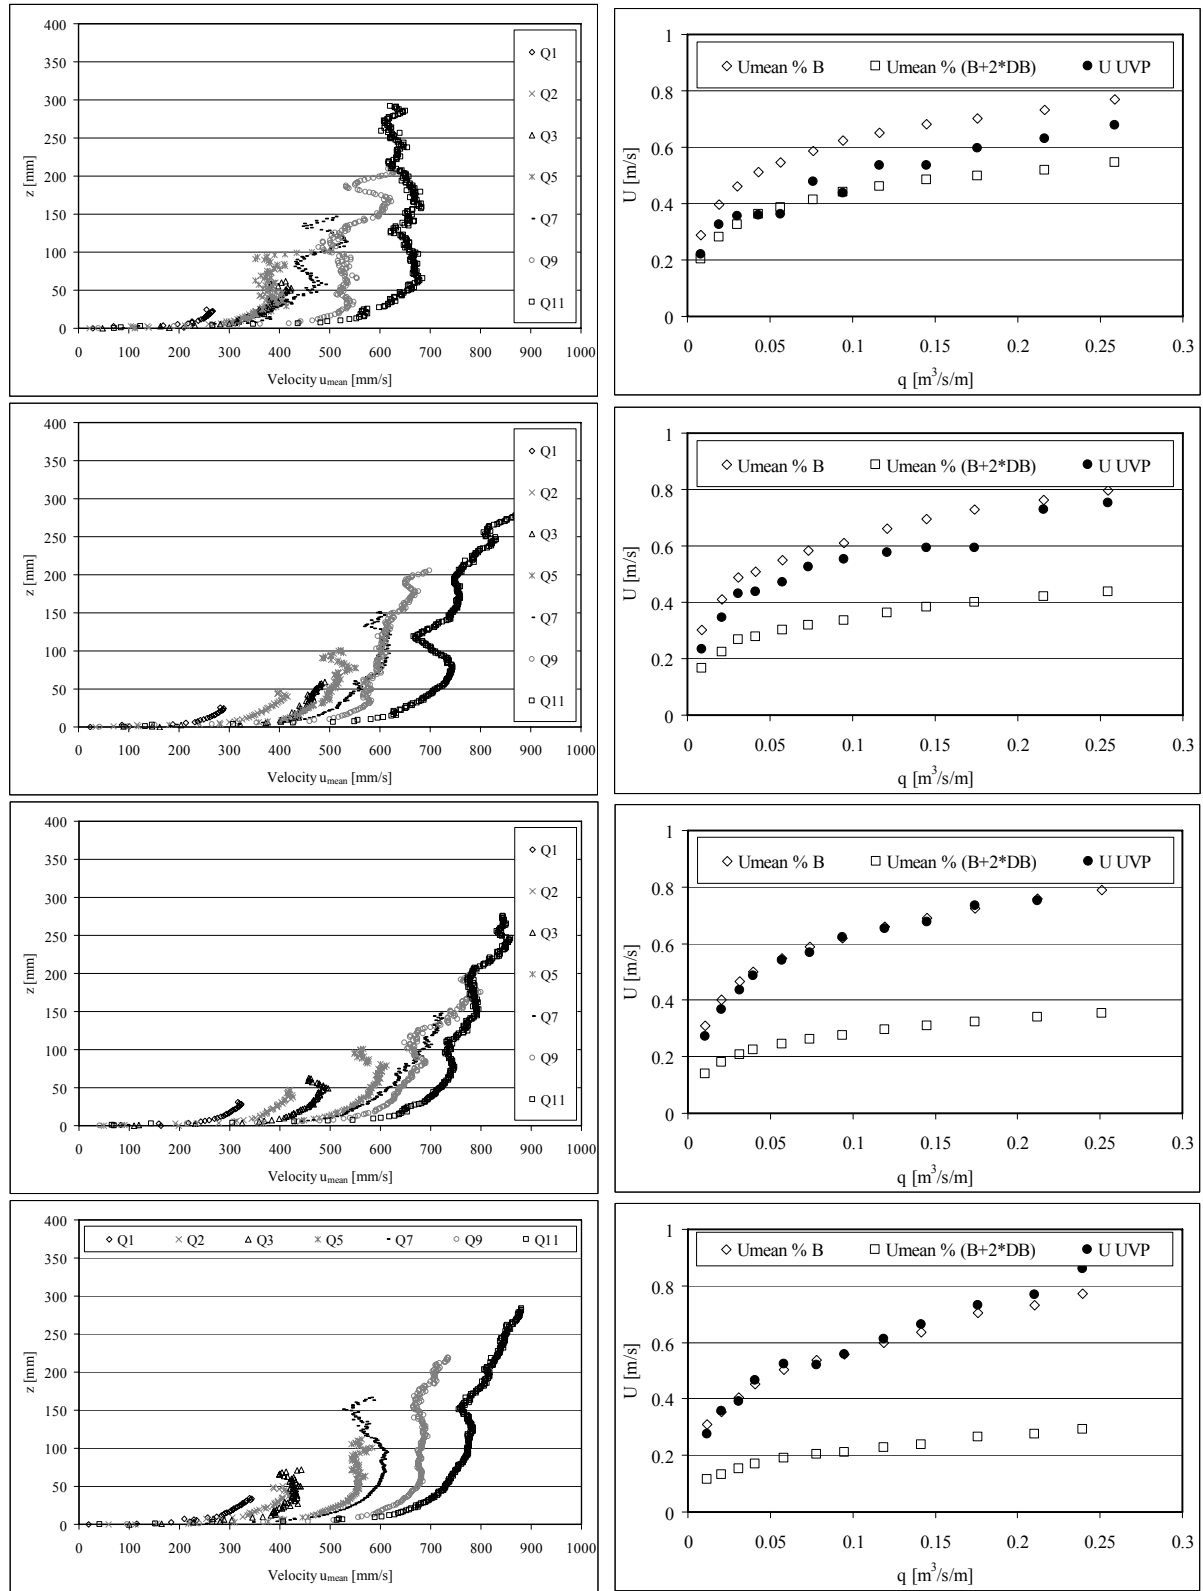 400
350
300
250
200
150
100
50
0
z [mm]
0 100 200 300 400 500 600 700 800 900 1000
Velocity u_mean [mm/s]
Q1
Q2
Q3
Q5
Q7
Q9
Q11
1
0.8
0.6
0.4
0.2
0
U [m/s]
Umean % B Umean % (B+2*DB) U UVP
0 0.05 0.1 0.15 0.2 0.25 0.3
q [m³/s/m]
400
350
300
250
200
150
100
50
0
z [mm]
0 100 200 300 400 500 600 700 800 900 1000
Velocity u_mean [mm/s]
Q1
Q2
Q3
Q5
Q7
Q9
Q11
1
0.8
0.6
0.4
0.2
0
U [m/s]
Umean % B Umean % (B+2*DB) U UVP
0 0.05 0.1 0.15 0.2 0.25 0.3
q [m³/s/m]
400
350
300
250
200
150
100
50
0
z [mm]
0 100 200 300 400 500 600 700 800 900 1000
Velocity u_mean [mm/s]
Q1
Q2
Q3
Q5
Q7
Q9
Q11
1
0.8
0.6
0.4
0.2
0
U [m/s]
Umean % B Umean % (B+2*DB) U UVP
0 0.05 0.1 0.15 0.2 0.25 0.3
q [m³/s/m]
400
350
300
250
200
150
100
50
0
z [mm]
Q1 Q2 Q3 Q5 Q7 Q9 Q11
0 100 200 300 400 500 600 700 800 900 1000
Velocity u_mean [mm/s]
1
0.8
0.6
0.4
0.2
0
U [m/s]
Umean % B Umean % (B+2*DB) U UVP
0 0.05 0.1 0.15 0.2 0.25 0.3
q [m³/s/m]